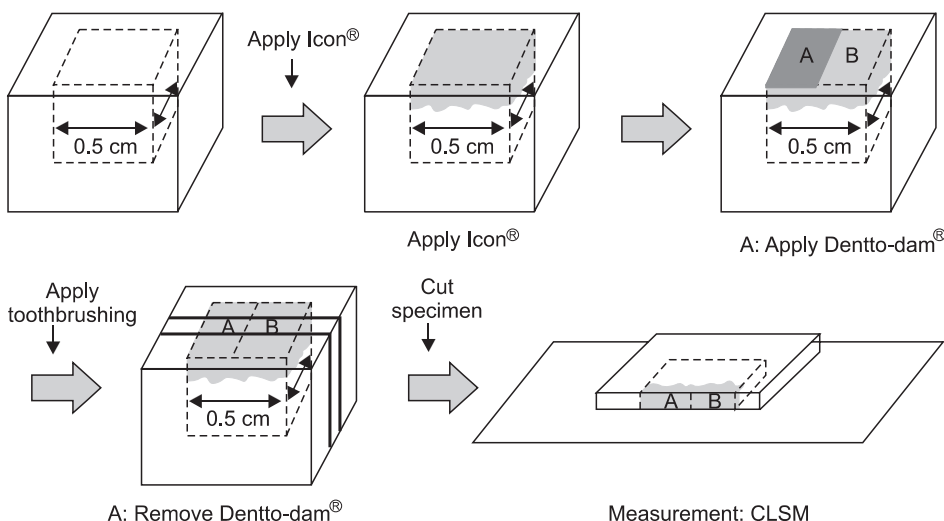 Apply Icon®
0.5 cm
0.5 cm
A B
0.5 cm
Apply Icon®
A: Apply Dentto-dam®
Apply
toothbrushing
A B
0.5 cm
Cut
specimen
A B
A: Remove Dentto-dam®
Measurement: CLSM